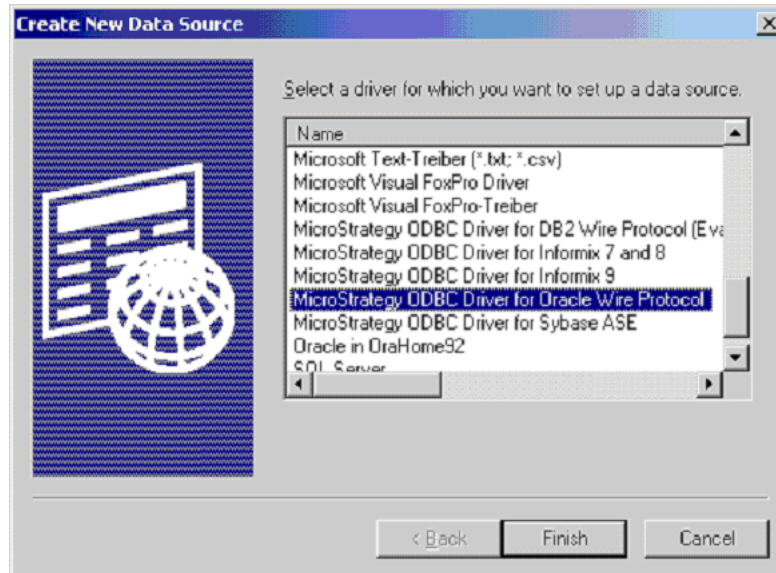 Create New Data Source
Select a driver for which you want to set up a data source.
Name
Microsoft Text-Treiber (*.txt; *.csv)
Microsoft Visual FoxPro Driver
Microsoft Visual FoxPro-Treiber
MicroStrategy ODBC Driver for DB2 Wire Protocol (Eva
MicroStrategy ODBC Driver for Informix 7 and 8
MicroStrategy ODBC Driver for Informix 9
MicroStrategy ODBC Driver for Oracle Wire Protocol
MicroStrategy ODBC Driver for Sybase ASE
Oracle in OraHome92
SQL Server
< Back
Finish
Cancel